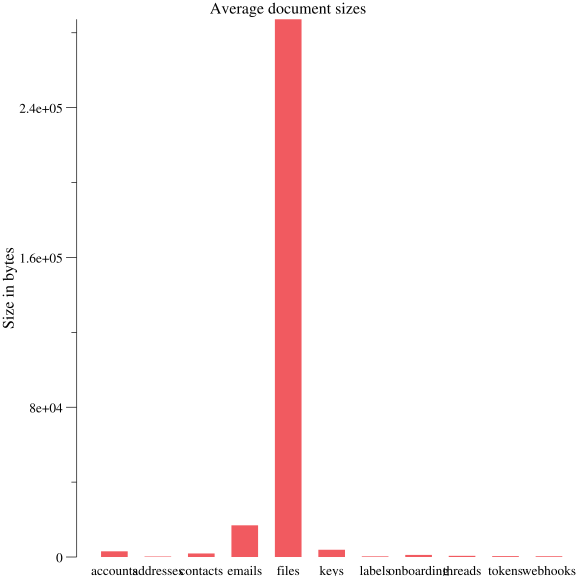 Average document sizes
Size in bytes
2.4e+05
1.6e+05
8e+04
0
accounts addresses contacts emails files keys labels onboarding threads tokens webhooks